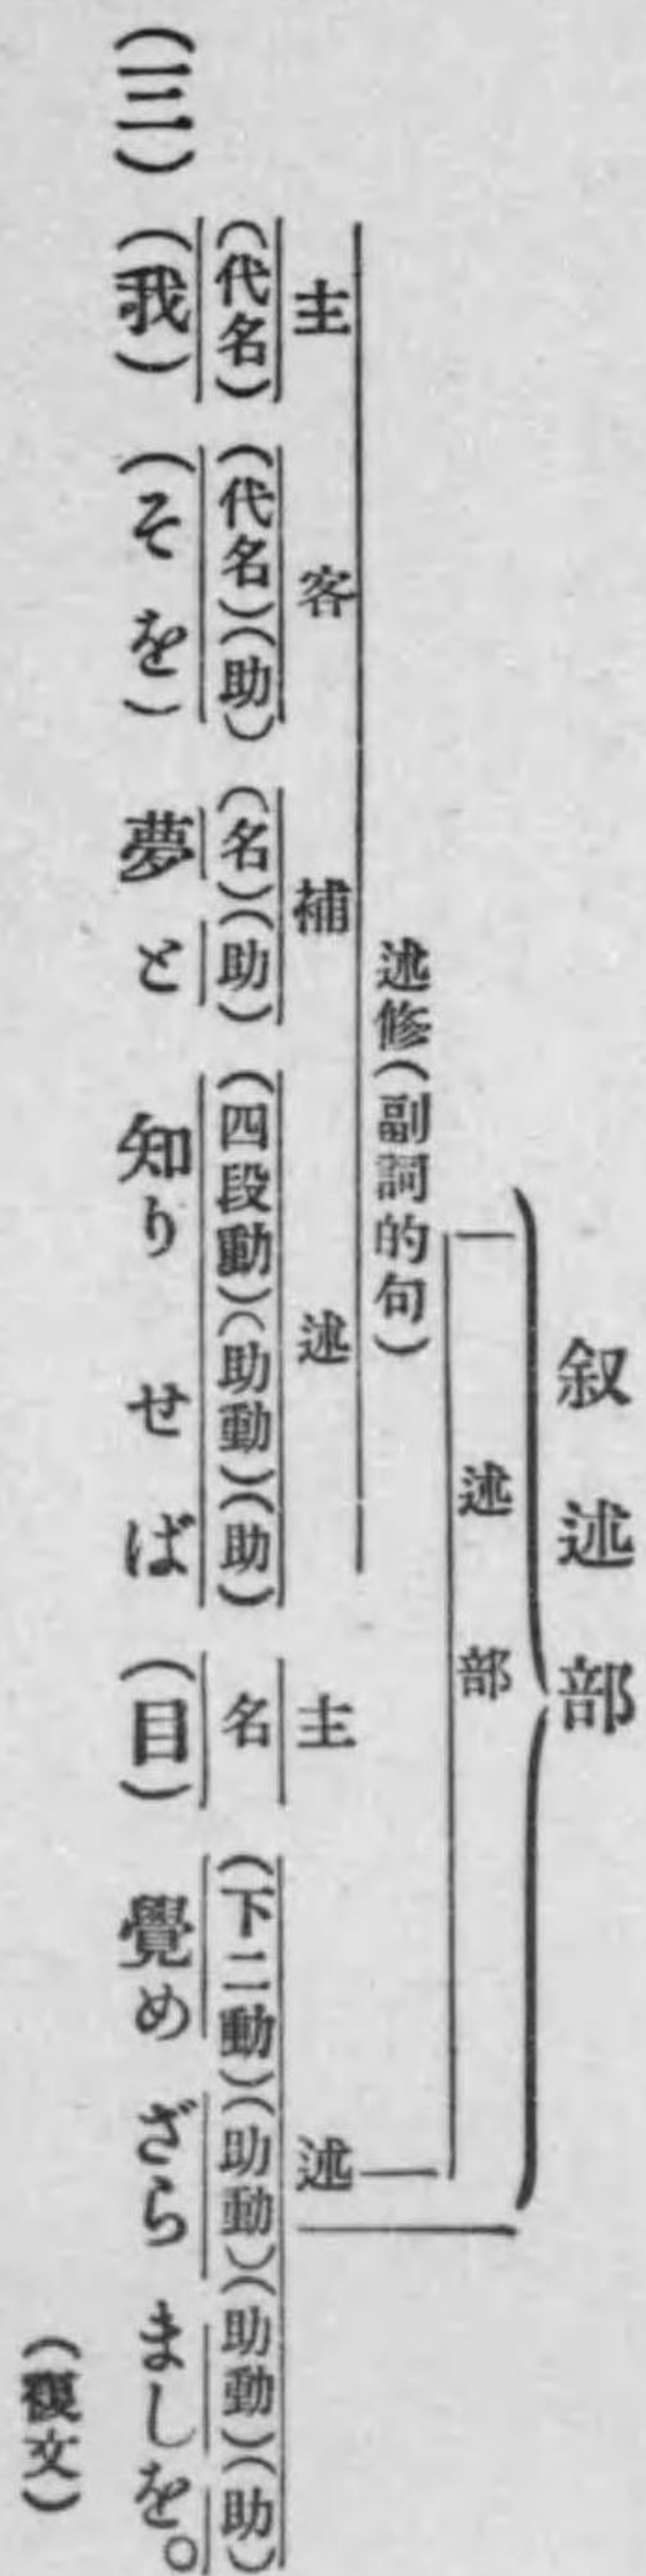 叙述部
述部
述修(副詞的句)
主 客 補 述 主 述
(代名) (代名)(助) (名)(助) (四段動)(助動)(助) 名 (下二動)(助動)(助動)(助)
(三) (我) (そを) 夢と 知りせば (目) 覺めざらましを。
(複文)